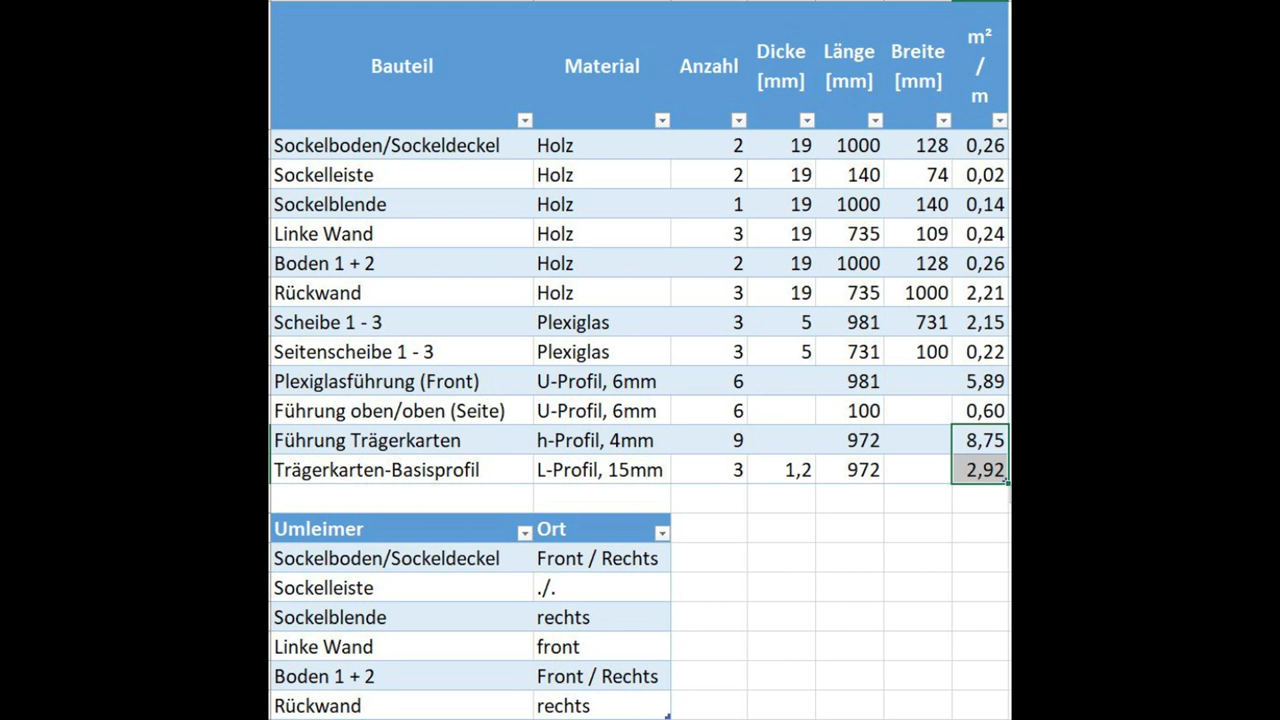 Bauteil Material Anzahl Dicke [mm] Länge [mm] Breite [mm] m² / m
Sockelboden/Sockeldeckel Holz 2 19 1000 128 0,26
Sockelleiste Holz 2 19 140 74 0,02
Sockelblende Holz 1 19 1000 140 0,14
Linke Wand Holz 3 19 735 109 0,24
Boden 1 + 2 Holz 2 19 1000 128 0,26
Rückwand Holz 3 19 735 1000 2,21
Scheibe 1 - 3 Plexiglas 3 5 981 731 2,15
Seitenscheibe 1 - 3 Plexiglas 3 5 731 100 0,22
Plexiglasführung (Front) U-Profil, 6mm 6 981 5,89
Führung oben/oben (Seite) U-Profil, 6mm 6 100 0,60
Führung Trägerkarten h-Profil, 4mm 9 972 8,75
Trägerkarten-Basisprofil L-Profil, 15mm 3 1,2 972 2,92
Umleimer Ort
Sockelboden/Sockeldeckel Front / Rechts
Sockelleiste ./.
Sockelblende rechts
Linke Wand front
Boden 1 + 2 Front / Rechts
Rückwand rechts